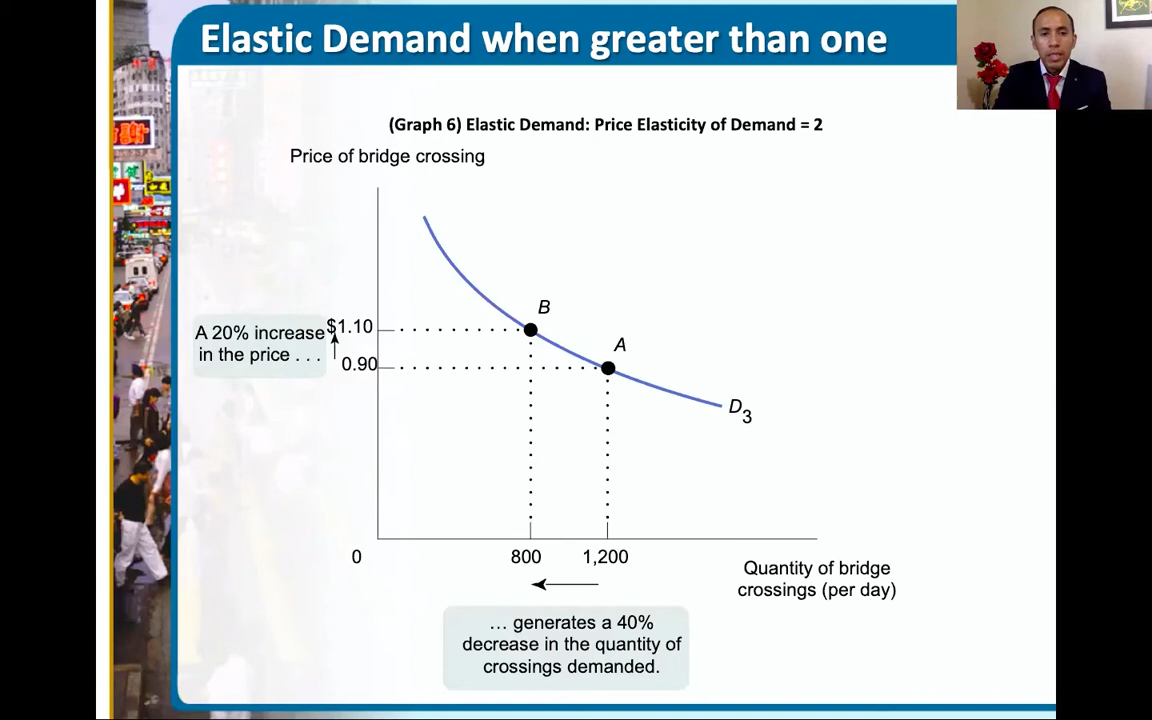 Elastic Demand when greater than one
(Graph 6) Elastic Demand: Price Elasticity of Demand = 2
Price of bridge crossing
B
A 20% increase
in the price . . .
$1.10
A
0.90
D3
0
800
1,200
Quantity of bridge
crossings (per day)
… generates a 40%
decrease in the quantity of
crossings demanded.